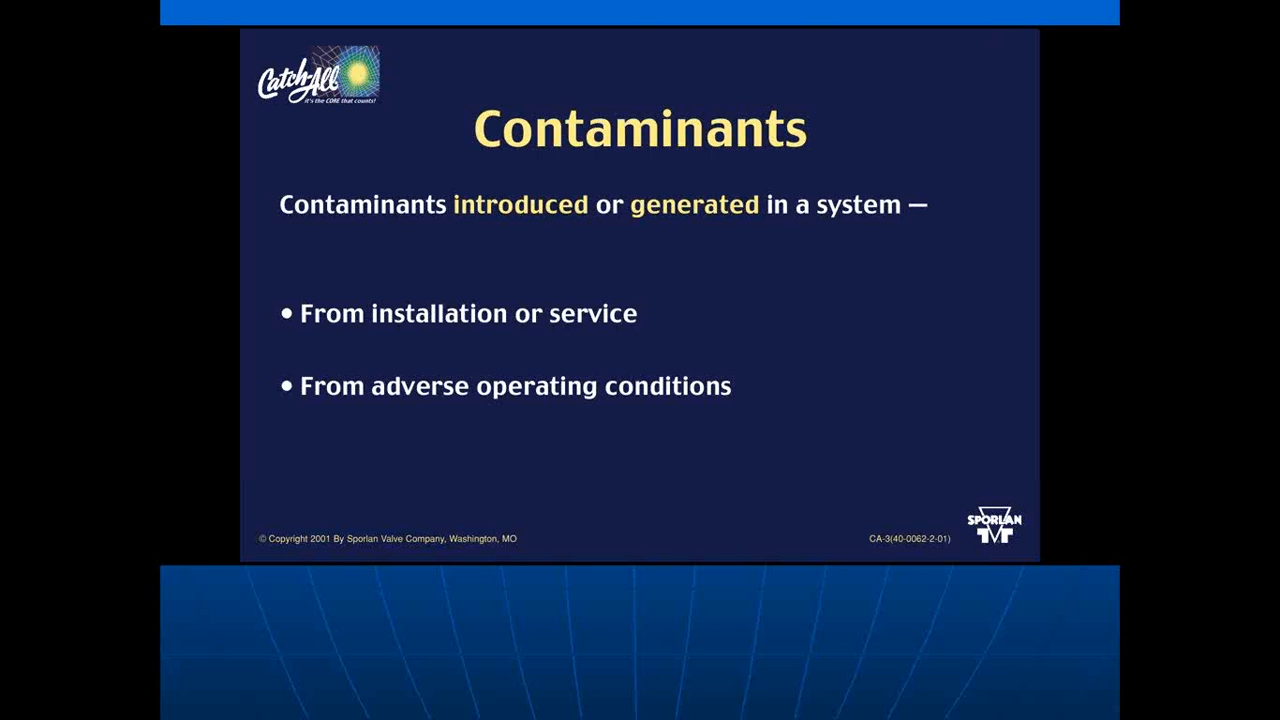 Catch-All
it's the CORE that counts!
Contaminants
Contaminants introduced or generated in a system —
• From installation or service
• From adverse operating conditions
SPORLAN
© Copyright 2001 By Sporlan Valve Company, Washington, MO
CA-3(40-0062-2-01)